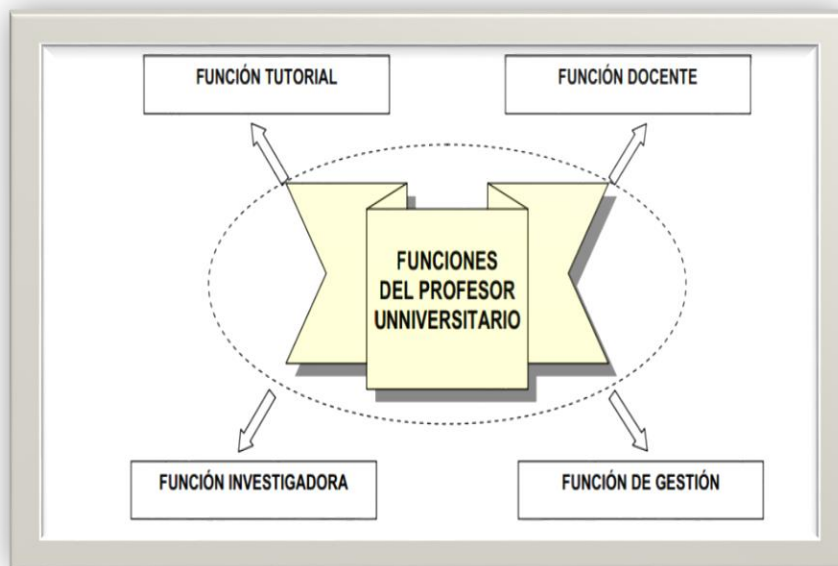 FUNCIÓN TUTORIAL
FUNCIÓN DOCENTE
FUNCIONES
DEL PROFESOR
UNNIVERSITARIO
FUNCIÓN INVESTIGADORA
FUNCIÓN DE GESTIÓN